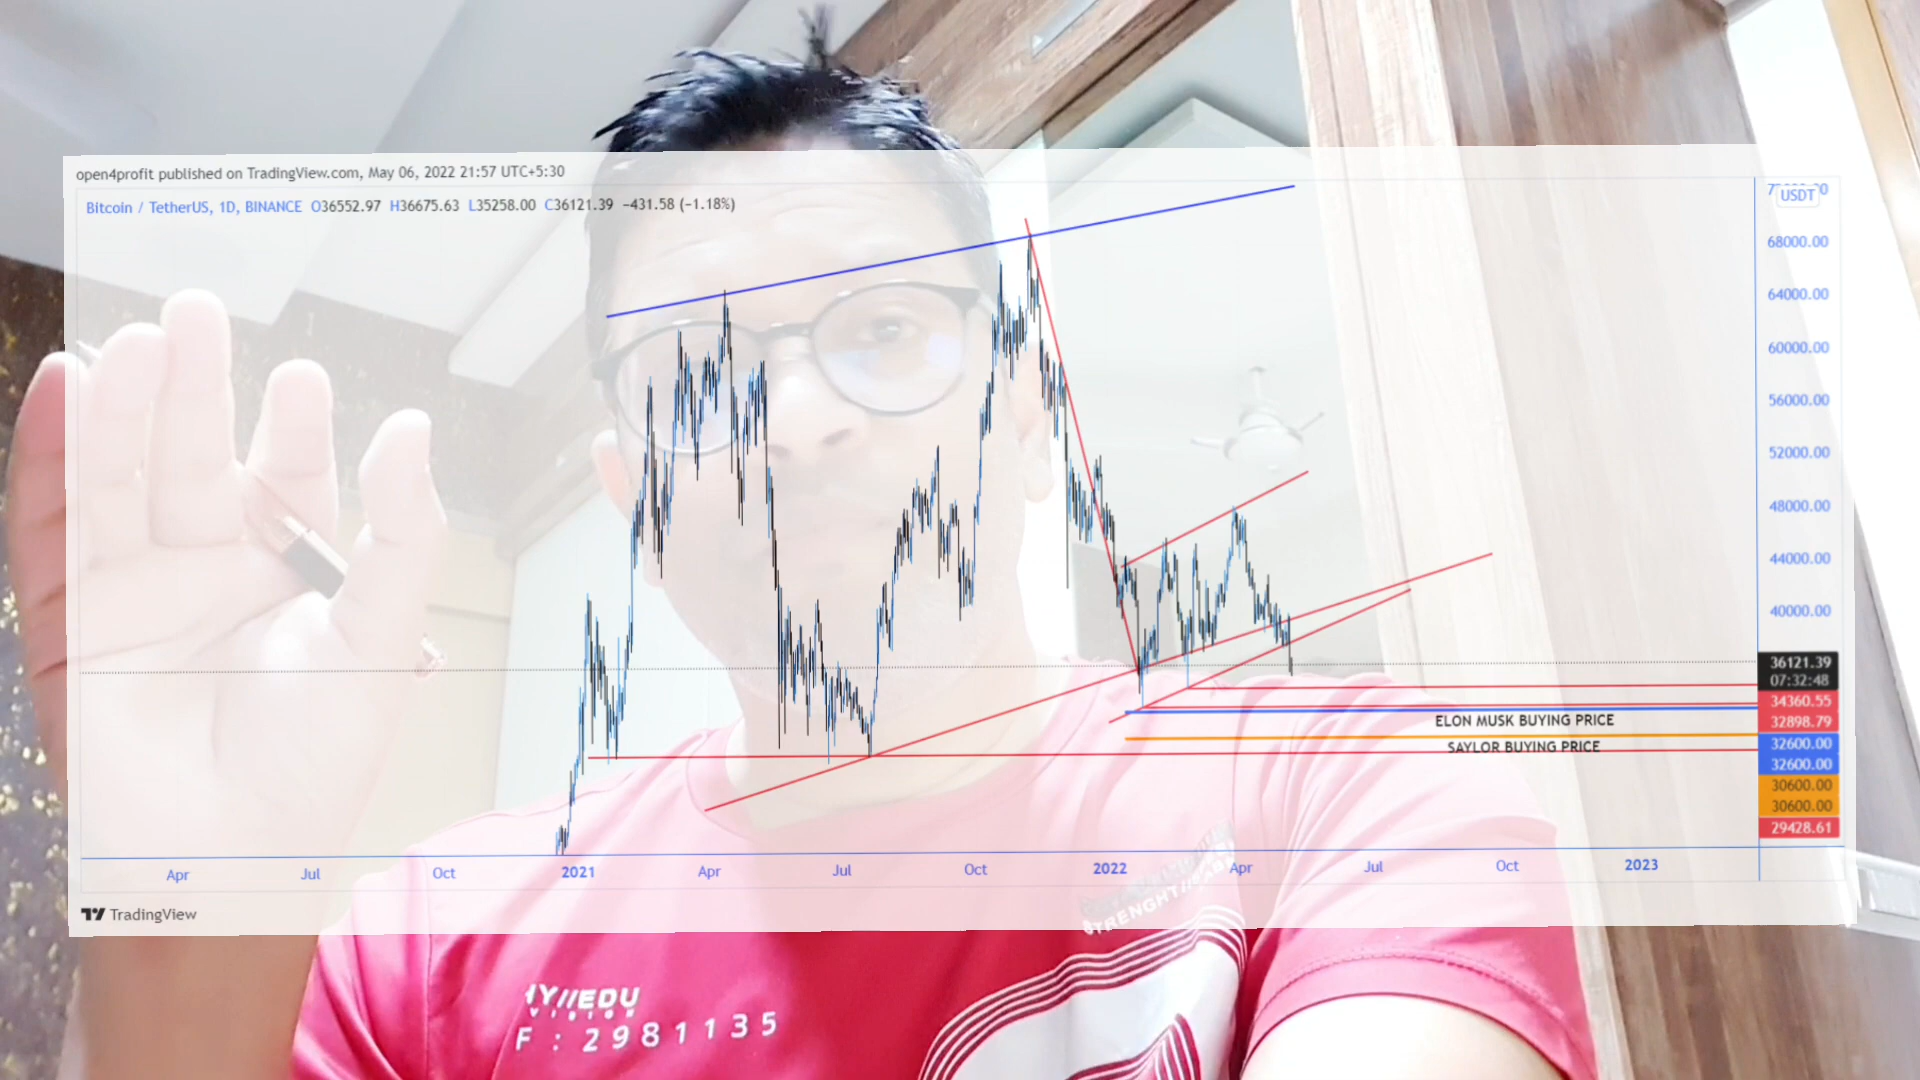 open4profit published on TradingView.com, May 06, 2022 21:57 UTC+5:30
Bitcoin / TetherUS, 1D, BINANCE O36552.97 H36675.63 L35258.00 C36121.39 −431.58 (−1.18%)
USDT
68000.00
64000.00
60000.00
56000.00
52000.00
48000.00
44000.00
40000.00
36121.39
07:32:48
34360.55
32898.79
32600.00
32600.00
30600.00
30600.00
29428.61
ELON MUSK BUYING PRICE
SAYLOR BUYING PRICE
Apr Jul Oct 2021 Apr Jul Oct 2022 Apr Jul Oct 2023
TradingView
F : 2981135